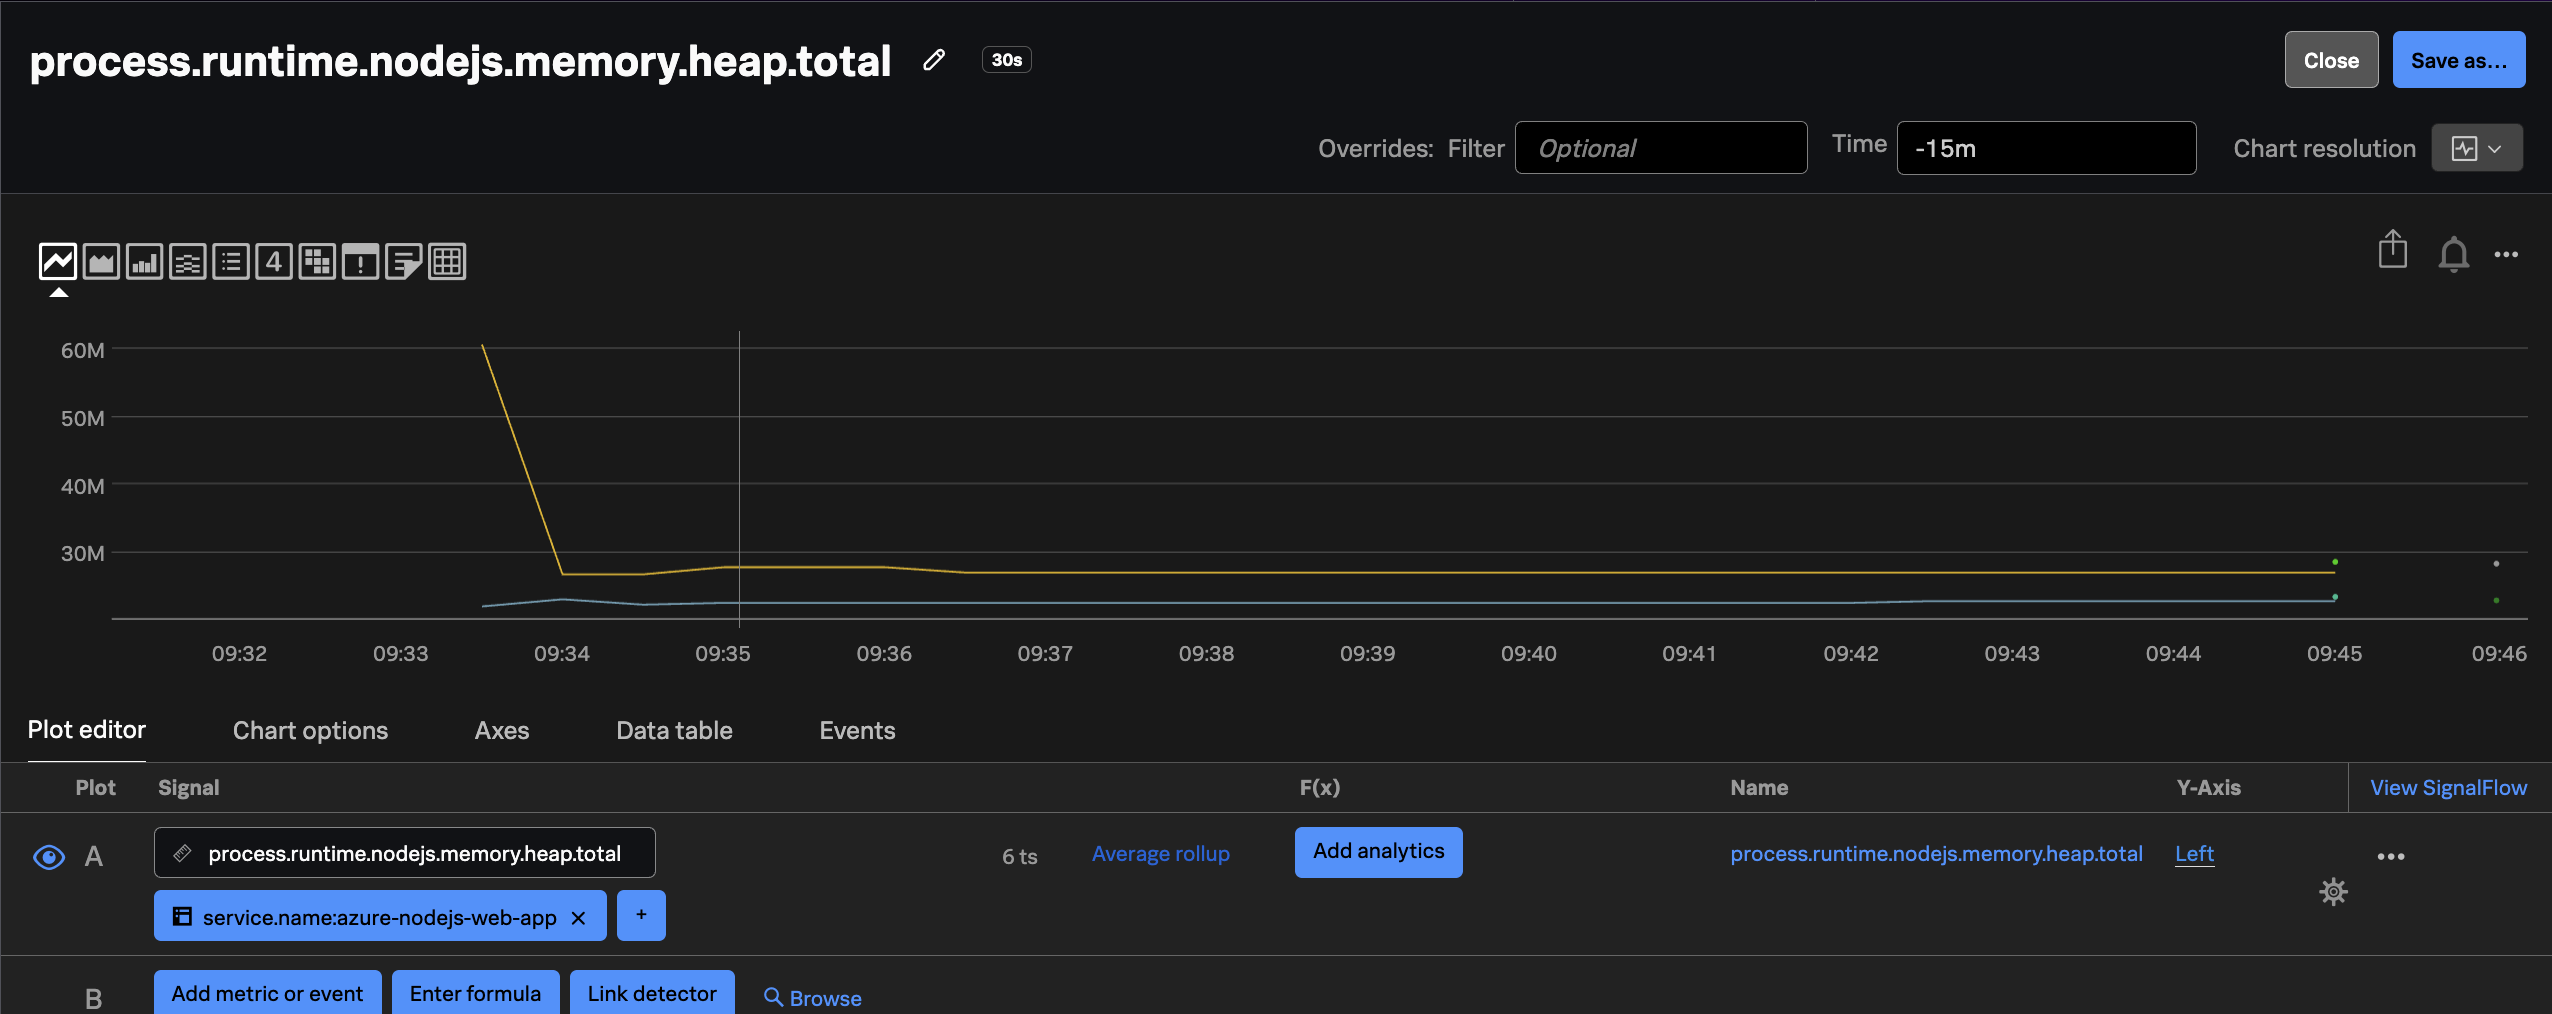 process.runtime.nodejs.memory.heap.total 30s Close Save as...
Overrides: Filter Optional Time -15m Chart resolution
4
60M
50M
40M
30M
09:32 09:33 09:34 09:35 09:36 09:37 09:38 09:39 09:40 09:41 09:42 09:43 09:44 09:45 09:46
Plot editor Chart options Axes Data table Events
Plot Signal F(x) Name Y-Axis View SignalFlow
A process.runtime.nodejs.memory.heap.total 6 ts Average rollup Add analytics process.runtime.nodejs.memory.heap.total Left
service.name:azure-nodejs-web-app × +
B Add metric or event Enter formula Link detector Browse